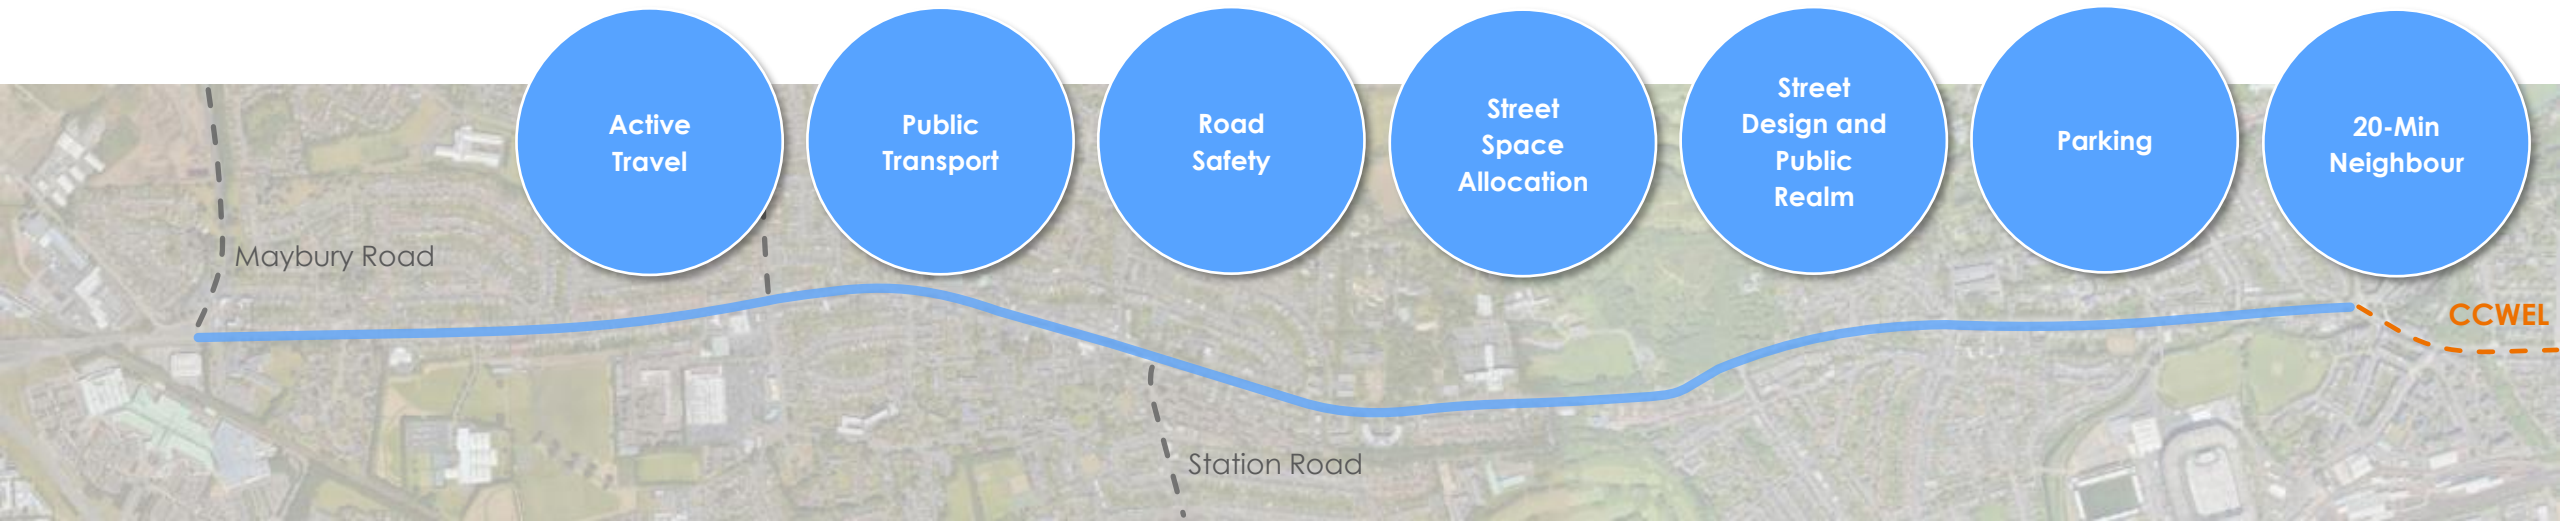 Active
Travel
Public
Transport
Road
Safety
Street
Space
Allocation
Street
Design and
Public
Realm
Parking
20-Min
Neighbour
Maybury Road
CCWEL
Station Road